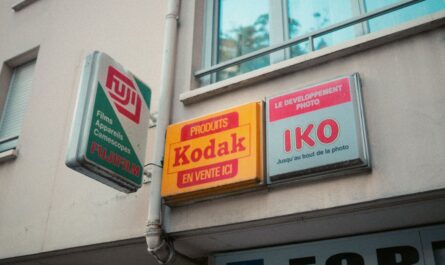 FUJI
Films
Appareils
Camescopes
FUJIFILM
PRODUITS
Kodak
EN VENTE ICI
LE DEVELOPPEMENT
PHOTO
IKO
Jusqu'au bout de la photo